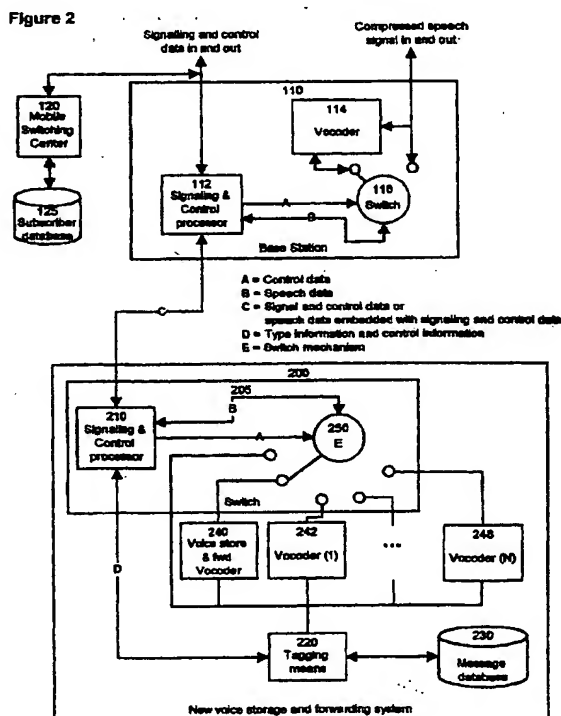 Figure 2
Signalling and control
data in and out
Compressed speech
signal in and out
110
120
Mobile
Switching
Center
114
Vocoder
125
Subscriber
database
112
Signaling &
Control
processor
A
B
116
Switch
Base Station
A = Control data
B = Speech data
C = Signal and control data or
speech data embedded with signaling and control data
D = Type information and control information
E = Switch mechanism
C
200
205
B
210
Signaling &
Control
processor
A
250
E
Switch
240
Voice store
& fwd
Vocoder
242
Vocoder (1)
...
248
Vocoder (N)
D
220
Tagging
means
230
Message
database
New voice storage and forwarding system